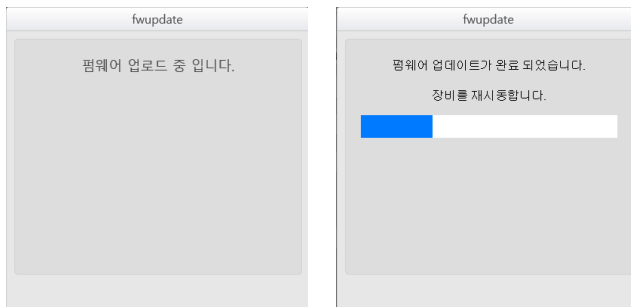 fwupdate
펌웨어 업로드 중 입니다.
fwupdate
펌웨어 업데이트가 완료 되었습니다.
장비를 재시동합니다.